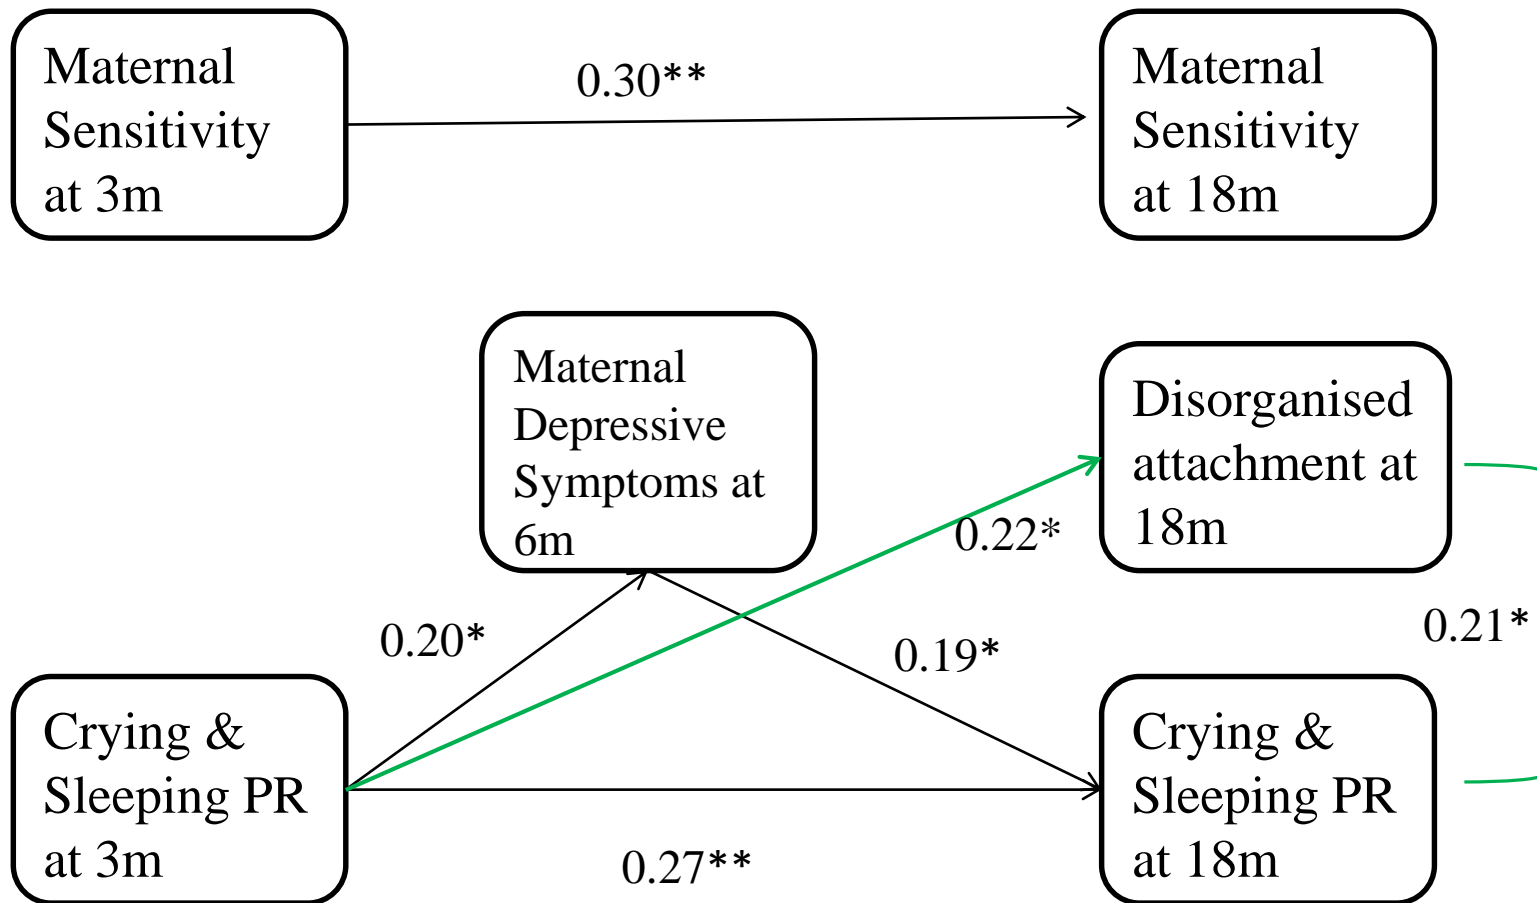 Maternal
Sensitivity
at 3m
0.30**
Maternal
Sensitivity
at 18m
Maternal
Depressive
Symptoms at
6m
Disorganised
attachment at
18m
0.22*
0.20*
0.19*
0.21*
Crying &
Sleeping PR
at 3m
0.27**
Crying &
Sleeping PR
at 18m